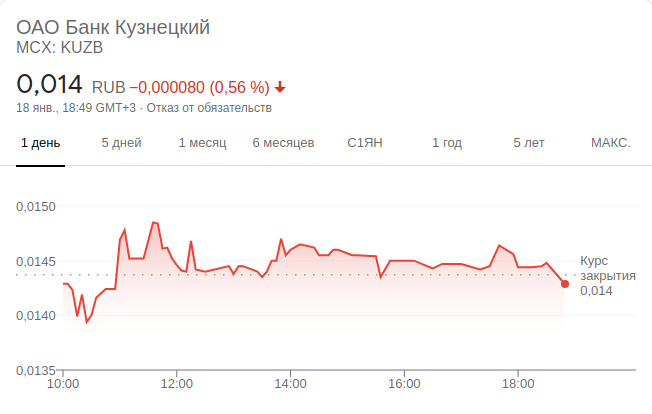 ОАО Банк Кузнецкий
MCX: KUZB
0,014 RUB −0,000080 (0,56 %) ↓
18 янв., 18:49 GMT+3 · Отказ от обязательств
1 день 5 дней 1 месяц 6 месяцев С1ЯН 1 год 5 лет МАКС.
0,0150
0,0145
Курс
закрытия
0,014
0,0140
0,0135
10:00 12:00 14:00 16:00 18:00